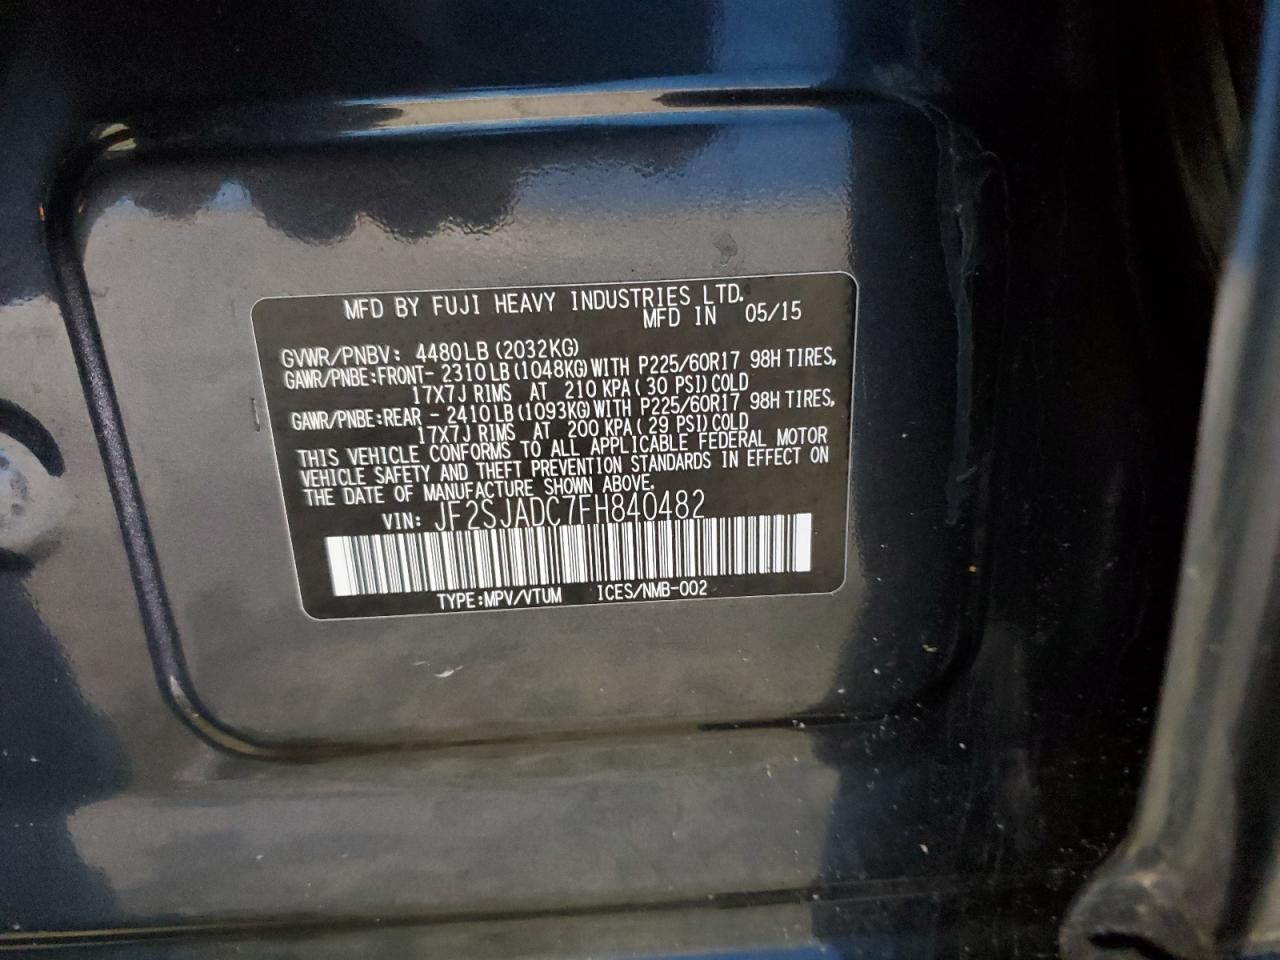 MFD BY FUJI HEAVY INDUSTRIES LTD.
MFD IN 05/15
GVWR/PNBV: 4480LB (2032KG)
GAWR/PNBE:FRONT- 2310LB (1048KG) WITH P225/60R17 98H TIRES,
17X7J RIMS AT 210 KPA (30 PSI) COLD
GAWR/PNBE:REAR - 2410LB (1093KG) WITH P225/60R17 98H TIRES,
17X7J RIMS AT 200 KPA (29 PSI) COLD
THIS VEHICLE CONFORMS TO ALL APPLICABLE FEDERAL MOTOR
VEHICLE SAFETY AND THEFT PREVENTION STANDARDS IN EFFECT ON
THE DATE OF MANUFACTURE SHOWN ABOVE.
VIN: JF2SJADC7FH840482
TYPE:MPV/VTUM ICES/NMB-002